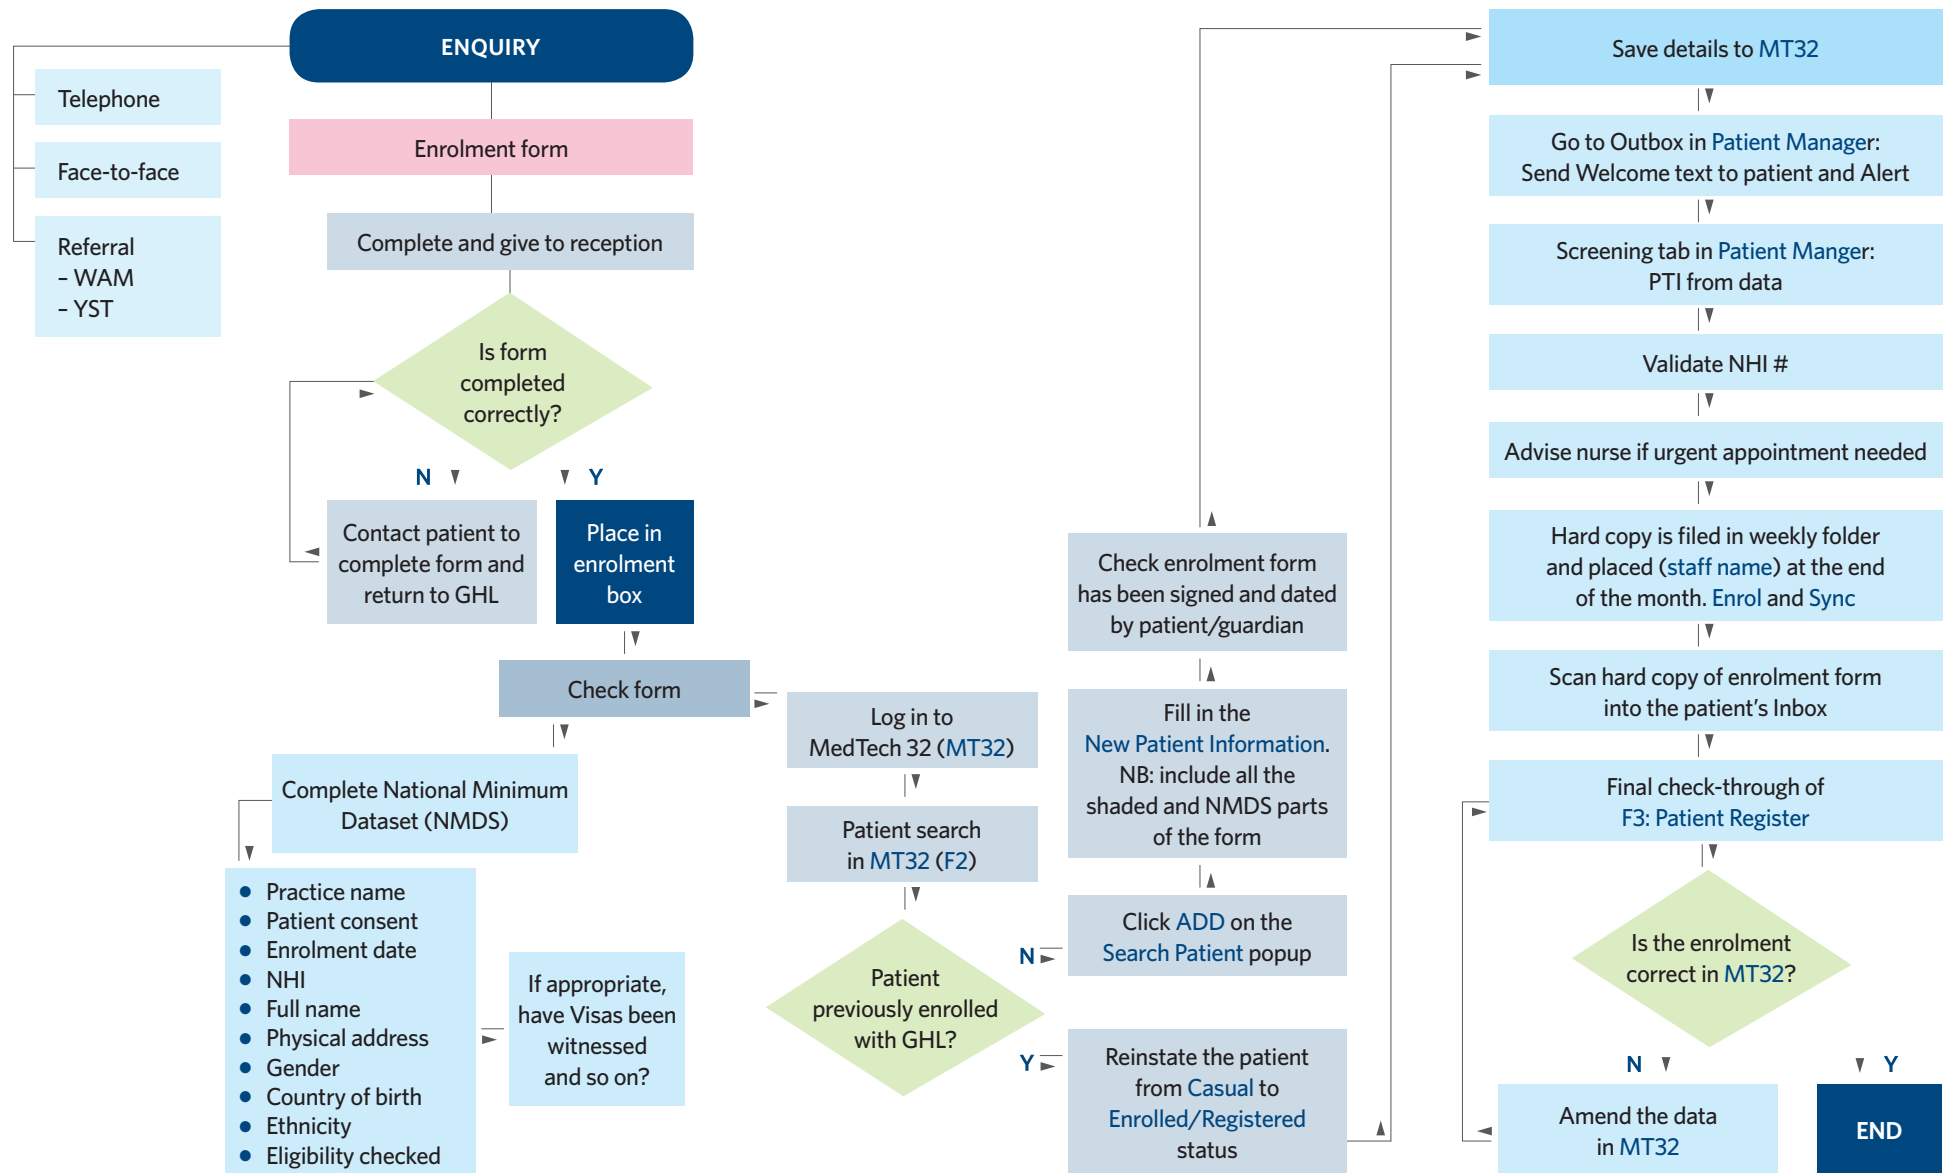 ENQUIRY
Telephone
Face-to-face
Referral
– WAM
– YST
Enrolment form
Complete and give to reception
Is form
completed
correctly?
N
Y
Contact patient to
complete form and
return to GHL
Place in
enrolment
box
Check form
Complete National Minimum
Dataset (NMDS)
● Practice name
● Patient consent
● Enrolment date
● NHI
● Full name
● Physical address
● Gender
● Country of birth
● Ethnicity
● Eligibility checked
If appropriate,
have Visas been
witnessed
and so on?
Log in to
MedTech 32 (MT32)
Patient search
in MT32 (F2)
Patient
previously enrolled
with GHL?
N
Y
Click ADD on the
Search Patient popup
Fill in the
New Patient Information.
NB: include all the
shaded and NMDS parts
of the form
Check enrolment form
has been signed and dated
by patient/guardian
Reinstate the patient
from Casual to
Enrolled/Registered
status
Save details to MT32
Go to Outbox in Patient Manager:
Send Welcome text to patient and Alert
Screening tab in Patient Manger:
PTI from data
Validate NHI #
Advise nurse if urgent appointment needed
Hard copy is filed in weekly folder
and placed (staff name) at the end
of the month. Enrol and Sync
Scan hard copy of enrolment form
into the patient's Inbox
Final check-through of
F3: Patient Register
Is the enrolment
correct in MT32?
N
Y
Amend the data
in MT32
END